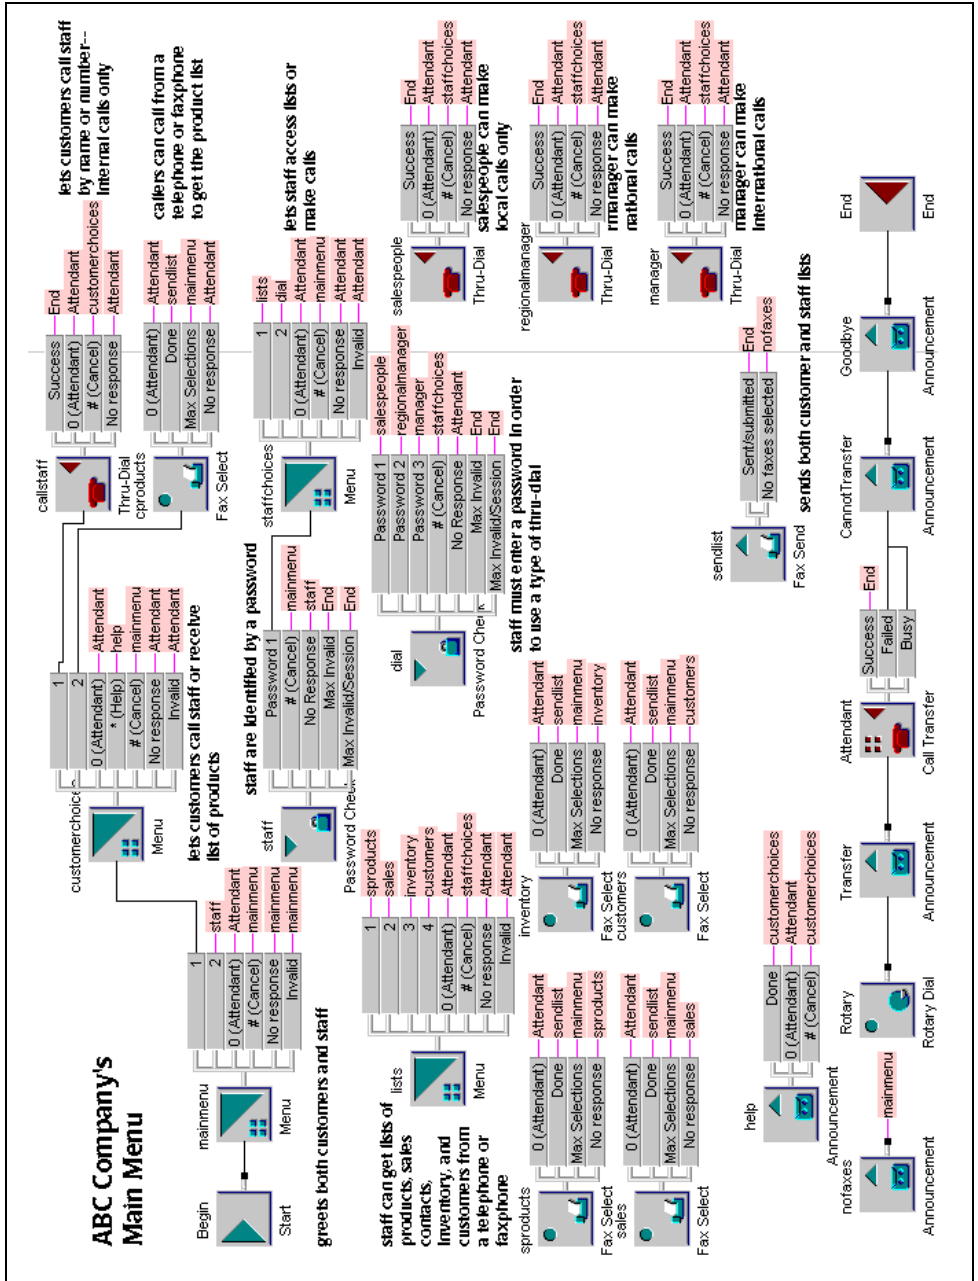 ABC Company's
Main Menu
Begin
Start
greets both customers and staff
mainmenu
Menu
1
2
0 (Attendant)
# (Cancel)
No response
Invalid
staff
Attendant
mainmenu
mainmenu
mainmenu
customerchoices
Menu
1
2
0 (Attendant)
* (Help)
# (Cancel)
No response
Invalid
Attendant
help
mainmenu
Attendant
Attendant
lets customers call staff or receive
list of products
callstaff
Thru-Dial
Success
0 (Attendant)
# (Cancel)
No response
End
Attendant
customerchoices
Attendant
lets customers call staff
by name or number--
Internal calls only
cproducts
Fax Select
0 (Attendant)
Done
Max Selections
No response
Attendant
sendlist
mainmenu
Attendant
callers can call from a
telephone or faxphone
to get the product list
staff are identified by a password
staff
Password Check
Password 1
# (Cancel)
No Response
Max Invalid
Max Invalid/Session
mainmenu
staff
End
End
staffchoices
Menu
1
2
0 (Attendant)
# (Cancel)
No response
Invalid
lists
dial
Attendant
mainmenu
Attendant
Attendant
lets staff access lists or
make calls
staff can get lists of
products, sales
contacts,
Inventory, and
customers from
a telephone or
faxphone
lists
Menu
1
2
3
4
0 (Attendant)
# (Cancel)
No response
Invalid
sproducts
sales
inventory
customers
Attendant
staffchoices
Attendant
Attendant
dial
Password Check
Password 1
Password 2
Password 3
# (Cancel)
No Response
Max Invalid
Max Invalid/Session
salespeople
regionalmanager
manager
staffchoices
Attendant
End
End
staff must enter a password In order
to use a type of thru-dial
salespeople
Thru-Dial
Success
0 (Attendant)
# (Cancel)
No response
End
Attendant
staffchoices
Attendant
salespeople can make
local calls only
regionalmanager
Thru-Dial
Success
0 (Attendant)
# (Cancel)
No response
End
Attendant
staffchoices
Attendant
rmanager can make
national calls
manager
Thru-Dial
Success
0 (Attendant)
# (Cancel)
No response
End
Attendant
staffchoices
Attendant
manager can make
International calls
sproducts
Fax Select
0 (Attendant)
Done
Max Selections
No response
Attendant
sendlist
mainmenu
sproducts
sales
Fax Select
0 (Attendant)
Done
Max Selections
No response
Attendant
sendlist
mainmenu
sales
inventory
Fax Select
0 (Attendant)
Done
Max Selections
No response
Attendant
sendlist
mainmenu
inventory
customers
Fax Select
0 (Attendant)
Done
Max Selections
No response
Attendant
sendlist
mainmenu
customers
sendlist
Fax Send
Sent/submitted
No faxes selected
End
nofaxes
sends both customer and staff lists
help
Announcement
Done
0 (Attendant)
# (Cancel)
customerchoices
Attendant
customerchoices
nofaxes
Announcement
mainmenu
Rotary
Rotary Dial
Transfer
Announcement
Attendant
Call Transfer
Success
Failed
Busy
End
CannotTransfer
Announcement
Goodbye
Announcement
End
End